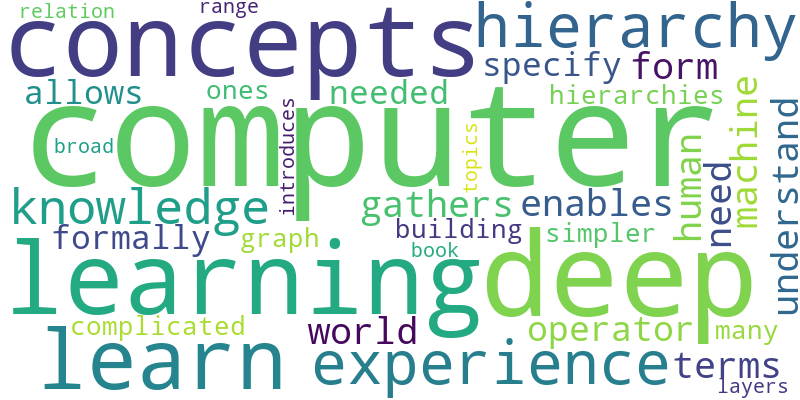 relation
range
concepts
hierarchy
specify
form
allows
ones
needed
hierarchies
computer
broad
introduces
topics
human
need
machine
understand
knowledge
gathers
enables
formally
graph
building
simpler
book
learning
deep
complicated
world
operator
many
learn
experience
terms
layers